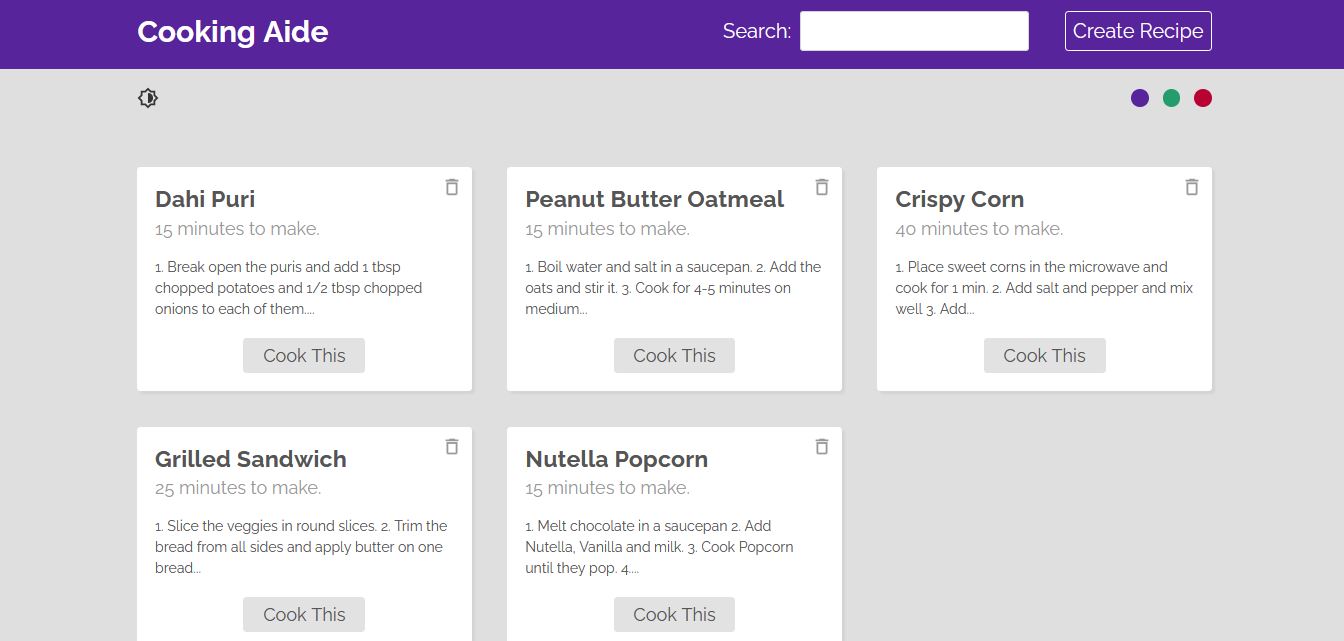 Cooking Aide
Search:
Create Recipe
Dahi Puri
15 minutes to make.
1. Break open the puris and add 1 tbsp
chopped potatoes and 1/2 tbsp chopped
onions to each of them....
Cook This
Peanut Butter Oatmeal
15 minutes to make.
1. Boil water and salt in a saucepan. 2. Add the
oats and stir it. 3. Cook for 4-5 minutes on
medium...
Cook This
Crispy Corn
40 minutes to make.
1. Place sweet corns in the microwave and
cook for 1 min. 2. Add salt and pepper and mix
well 3. Add...
Cook This
Grilled Sandwich
25 minutes to make.
1. Slice the veggies in round slices. 2. Trim the
bread from all sides and apply butter on one
bread...
Cook This
Nutella Popcorn
15 minutes to make.
1. Melt chocolate in a saucepan 2. Add
Nutella, Vanilla and milk. 3. Cook Popcorn
until they pop. 4....
Cook This